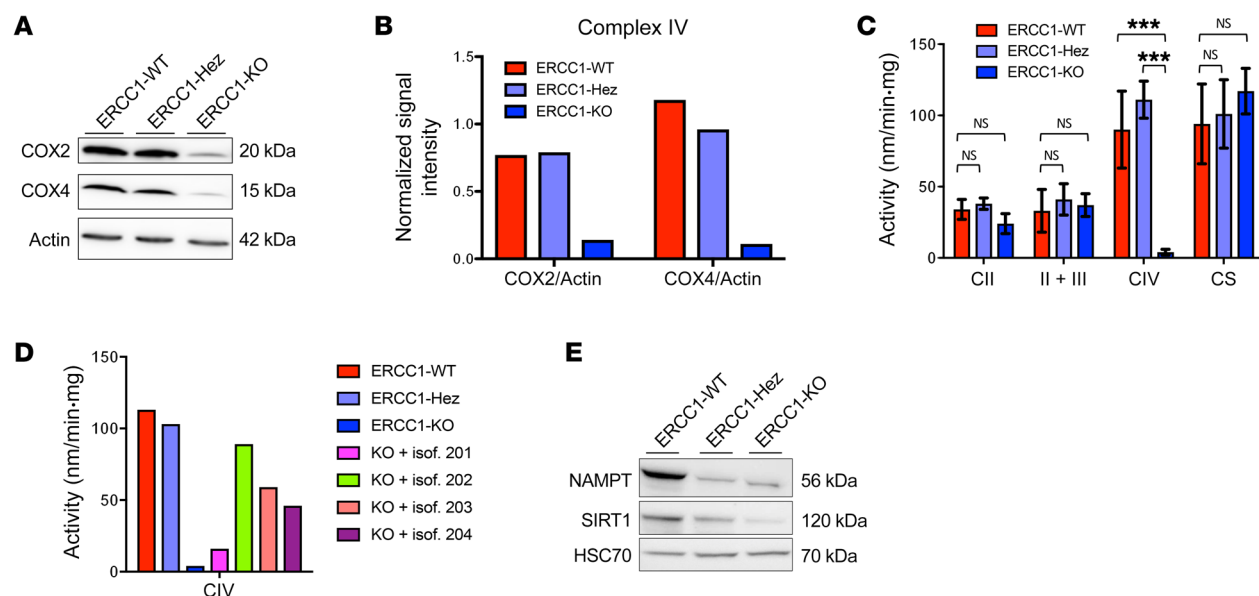 A
ERCC1-WT
ERCC1-Hez
ERCC1-KO
COX2
20 kDa
COX4
15 kDa
Actin
42 kDa
B
Complex IV
Normalized signal
intensity
1.5
1.0
0.5
0.0
ERCC1-WT
ERCC1-Hez
ERCC1-KO
COX2/Actin
COX4/Actin
C
Activity (nm/min·mg)
150
100
50
0
ERCC1-WT
ERCC1-Hez
ERCC1-KO
NS
NS
NS
NS
***
***
NS
NS
CII
II + III
CIV
CS
D
Activity (nm/min·mg)
150
100
50
0
CIV
ERCC1-WT
ERCC1-Hez
ERCC1-KO
KO + isof. 201
KO + isof. 202
KO + isof. 203
KO + isof. 204
E
ERCC1-WT
ERCC1-Hez
ERCC1-KO
NAMPT
56 kDa
SIRT1
120 kDa
HSC70
70 kDa